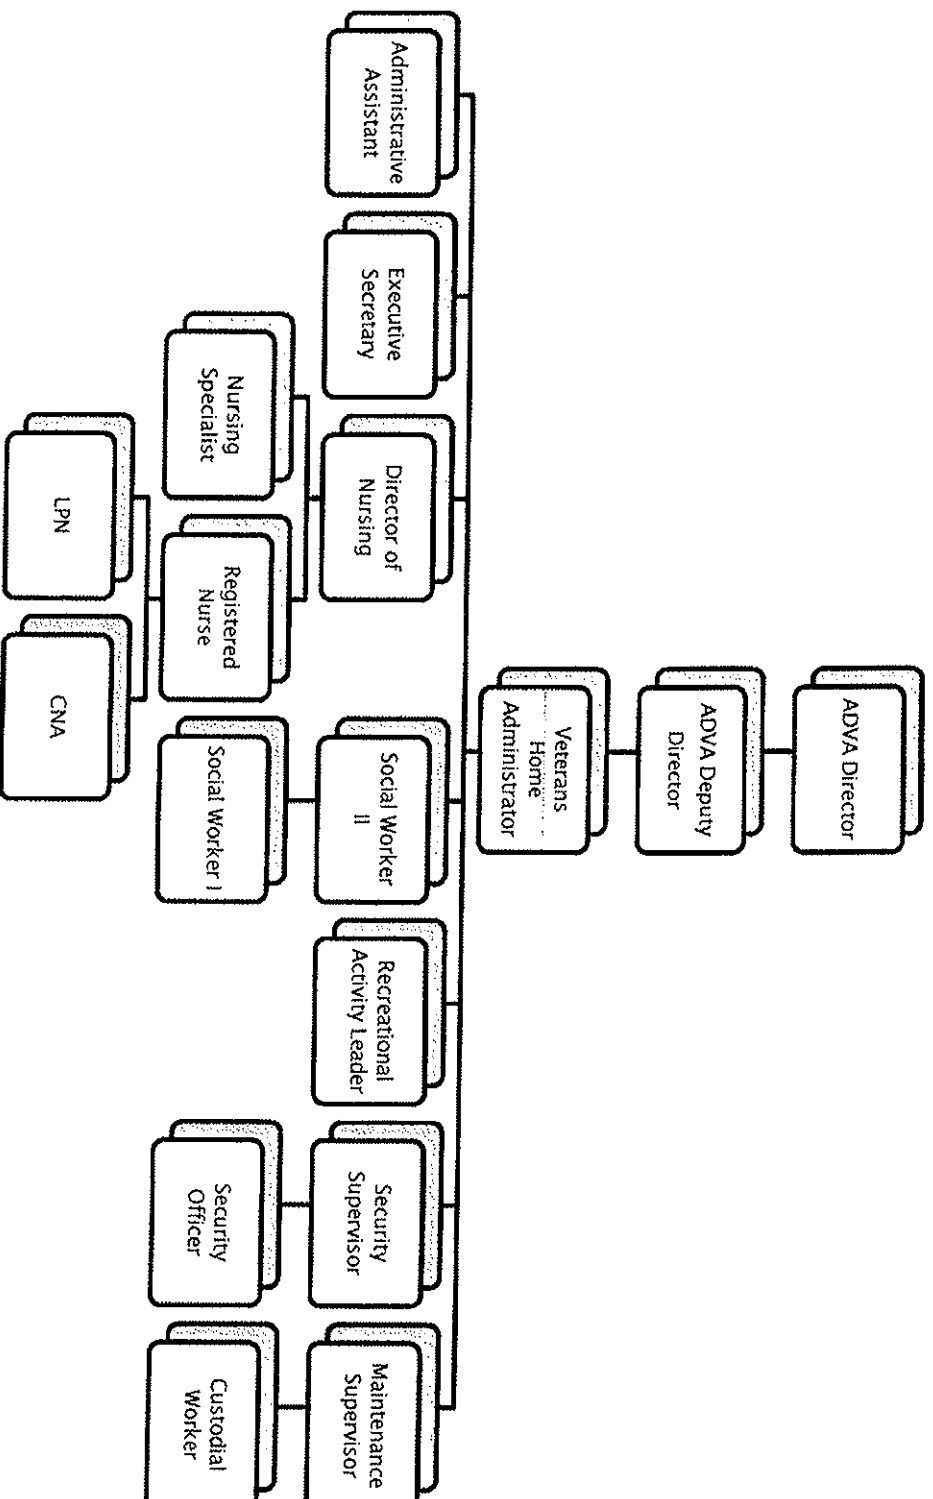 ADVA Director
ADVA Deputy
Director
Veterans
Home
Administrator
Administrative
Assistant
Executive
Secretary
Director of
Nursing
Social Worker
II
Recreational
Activity Leader
Security
Supervisor
Maintenance
Supervisor
Nursing
Specialist
Registered
Nurse
Social Worker I
Security
Officer
Custodial
Worker
LPN
CNA